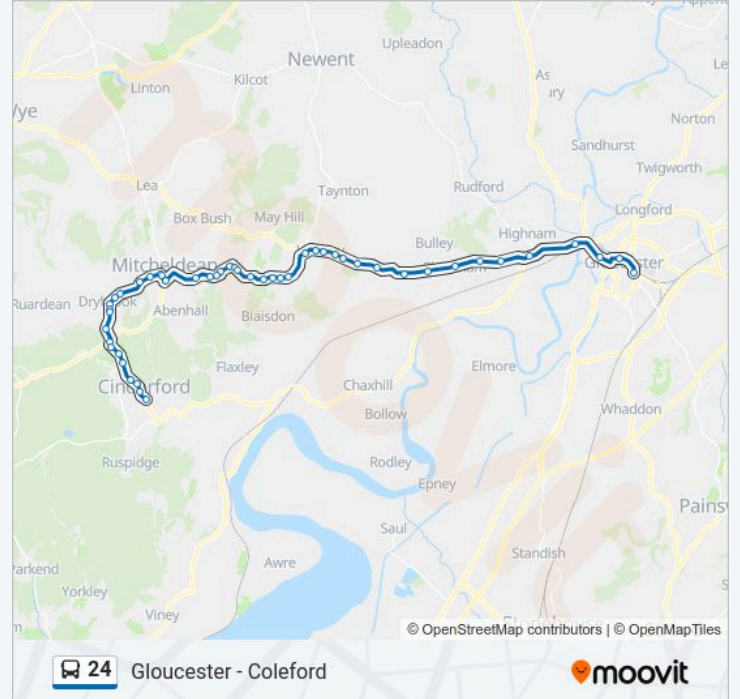 Upleadon
Newent
Linton
Kilcot
Norton
Sandhurst
Twigworth
Lea
Taynton
Rudford
Longford
Box Bush
May Hill
Highnam
Bulley
Mitcheldean
Ruardean
Abenhall
Blaisdon
Elmore
Flaxley
Cinderford
Chaxhill
Whaddon
Bollow
Ruspidge
Rodley
Epney
Saul
Standish
Awre
Yorkley
Viney
© OpenStreetMap contributors | © OpenMapTiles
24 Gloucester - Coleford
moovit